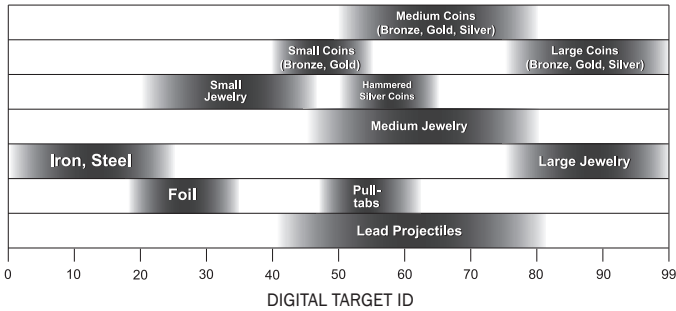 Medium Coins
(Bronze, Gold, Silver)
Small Coins
(Bronze, Gold)
Large Coins
(Bronze, Gold, Silver)
Small
Jewelry
Hammered
Silver Coins
Medium Jewelry
Iron, Steel
Large Jewelry
Foil
Pull-
tabs
Lead Projectiles
0 10 20 30 40 50 60 70 80 90 99
DIGITAL TARGET ID